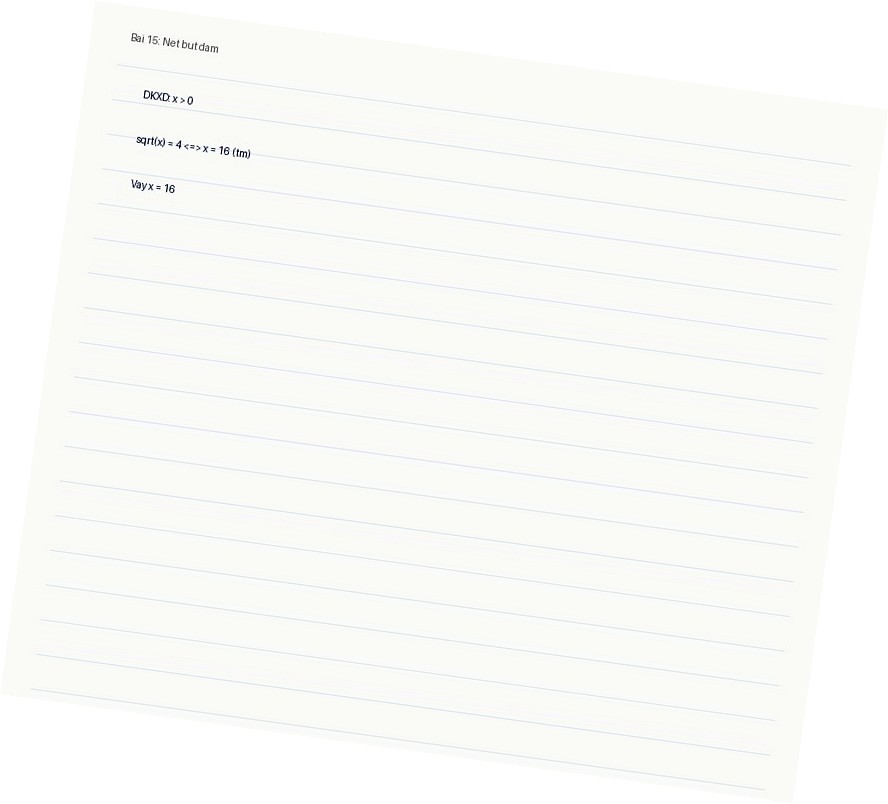 Bai 15: Net but dam
DKXD: x > 0
sqrt(x) = 4 <=> x = 16 (tm)
Vay x = 16